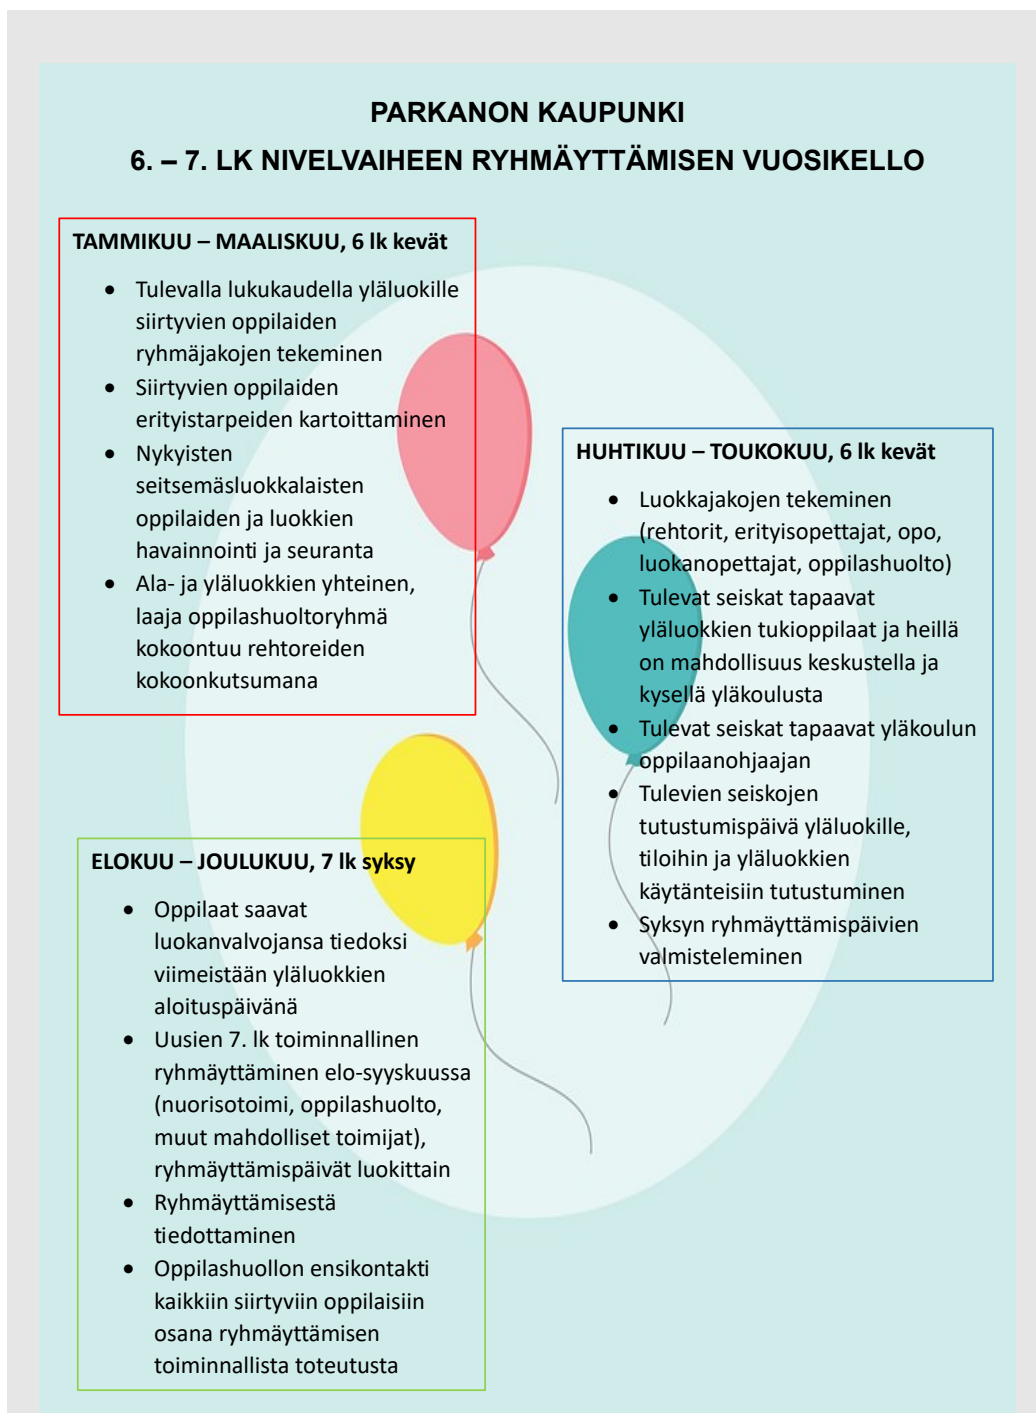 PARKANON KAUPUNKI
6. – 7. LK NIVELVAIHEEN RYHMÄYTTÄMISEN VUOSIKELLO
TAMMIKUU – MAALISKUU, 6 lk kevät
• Tulevalla lukukaudella yläluokille
siirtyvien oppilaiden
ryhmäjakojen tekeminen
• Siirtyvien oppilaiden
erityistarpeiden kartoittaminen
• Nykyisten
seitsemäsluokkalaisten
oppilaiden ja luokkien
havainnointi ja seuranta
• Ala- ja yläluokkien yhteinen,
laaja oppilashuoltoryhmä
kokoontuu rehtoreiden
kokoonkutsumana
HUHTIKUU – TOUKOKUU, 6 lk kevät
• Luokkajakojen tekeminen
(rehtorit, erityisopettajat, opo,
luokanopettajat, oppilashuolto)
• Tulevat seiskat tapaavat
yläluokkien tukioppilaat ja heillä
on mahdollisuus keskustella ja
kysellä yläkoulusta
• Tulevat seiskat tapaavat yläkoulun
oppilaanohjaajan
• Tulevien seiskojen
tutustumispäivä yläluokille,
tiloihin ja yläluokkien
käytänteisiin tutustuminen
• Syksyn ryhmäyttämispäivien
valmisteleminen
ELOKUU – JOULUKUU, 7 lk syksy
• Oppilaat saavat
luokanvalvojansa tiedoksi
viimeistään yläluokkien
aloituspäivänä
• Uusien 7. lk toiminnallinen
ryhmäyttäminen elo-syyskuussa
(nuorisotoimi, oppilashuolto,
muut mahdolliset toimijat),
ryhmäyttämispäivät luokittain
• Ryhmäyttämisestä
tiedottaminen
• Oppilashuollon ensikontakti
kaikkiin siirtyviin oppilaisiin
osana ryhmäyttämisen
toiminnallista toteutusta